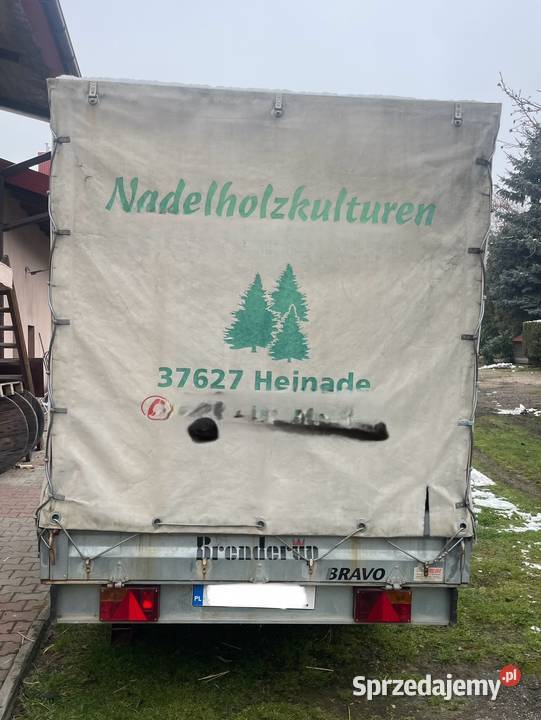 Nadelholzkulturen
37627 Heinade
Brenderup
BRAVO
PL
Sprzedajemy.pl